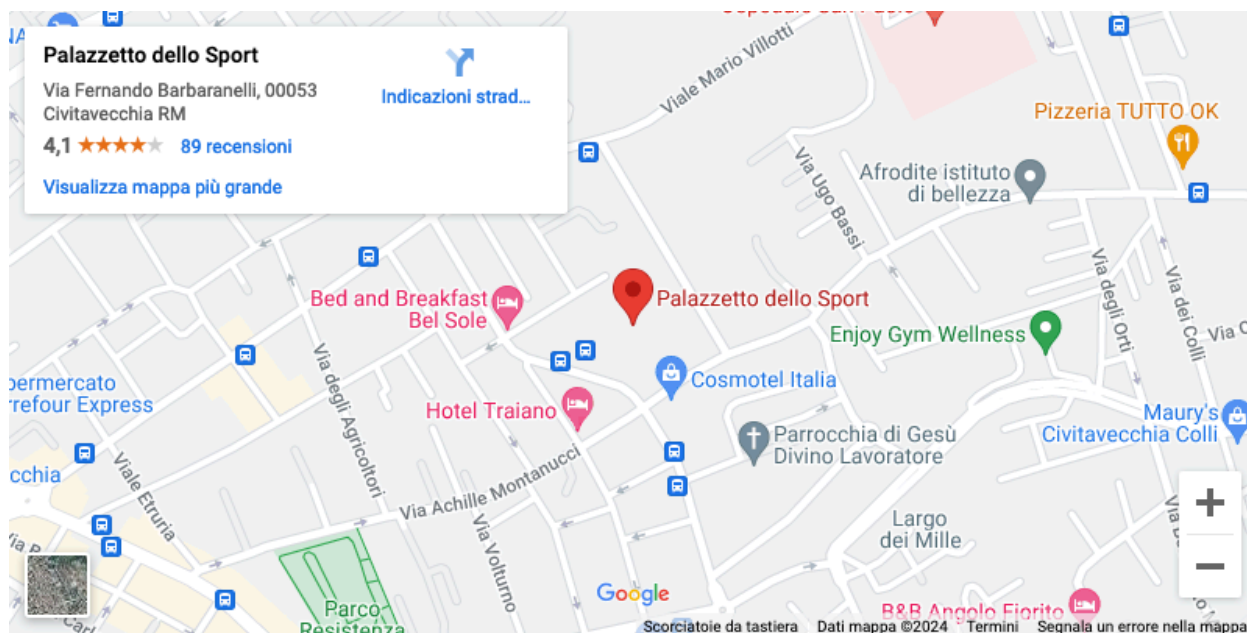 Palazzetto dello Sport
Via Fernando Barbaranelli, 00053
Civitavecchia RM
4,1
89 recensioni
Visualizza mappa più grande
Indicazioni strad...
Viale Mario Villotti
Pizzeria TUTTO OK
Via Ugo Bassi
Afrodite istituto
di bellezza
Bed and Breakfast
Bel Sole
Palazzetto dello Sport
Enjoy Gym Wellness
Via degli Orti
Via dei Colli
Via degli Agricoltori
Cosmotel Italia
Hotel Traiano
Maury's
Civitavecchia Colli
Parrocchia di Gesù
Divino Lavoratore
Viale Etruria
Via Achille Montanucci
Via Volturno
Largo
dei Mille
Parco
Resistenza
Google
B&B Angolo Fiorito
Scorciatoie da tastiera
Dati mappa ©2024
Termini
Segnala un errore nella mappa